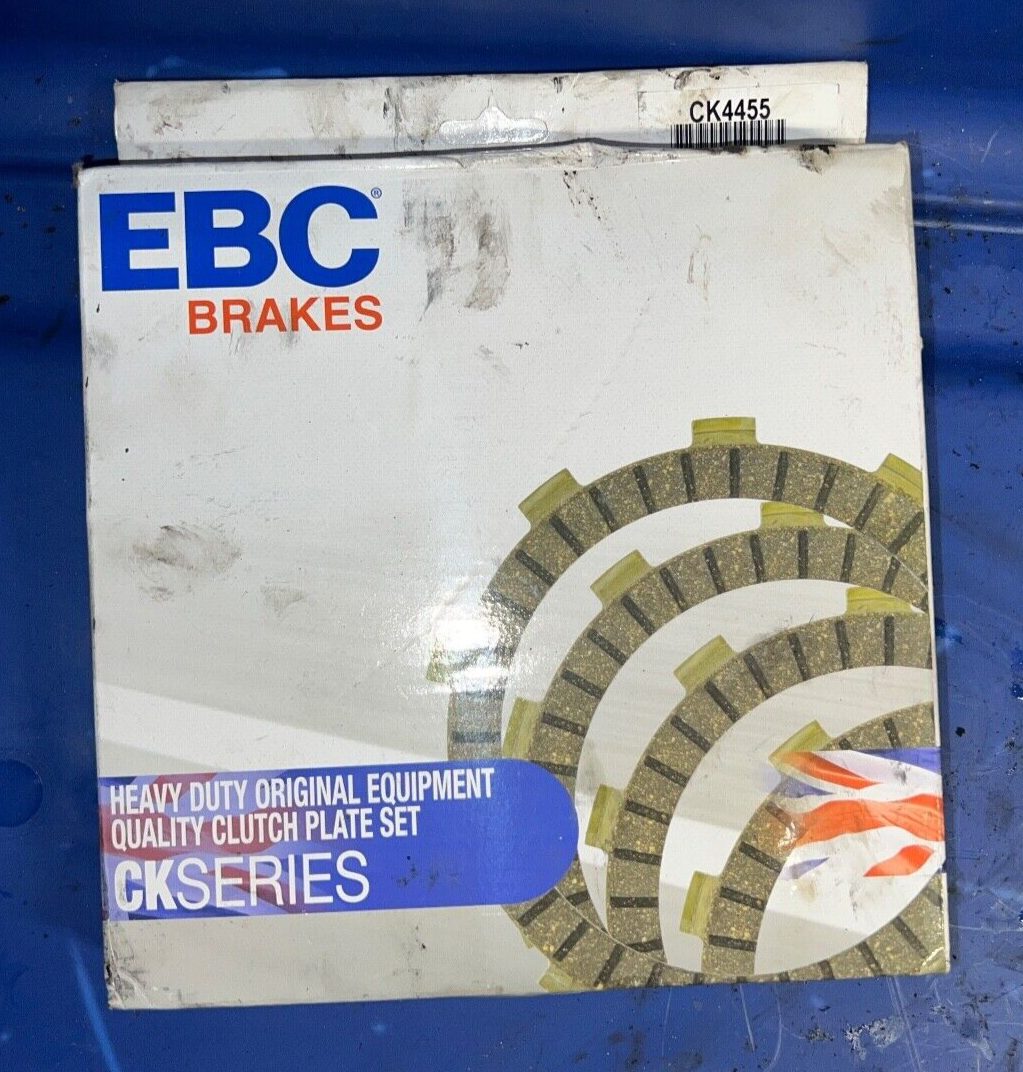 CK4455
EBC®
BRAKES
HEAVY DUTY ORIGINAL EQUIPMENT
QUALITY CLUTCH PLATE SET
CKSERIES